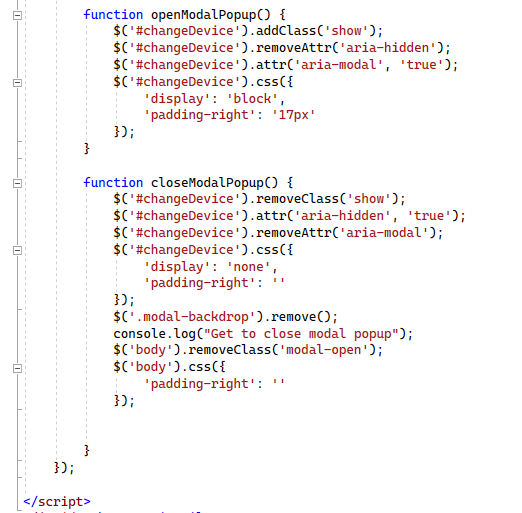 function openModalPopup() {
$('#changeDevice').addClass('show');
$('#changeDevice').removeAttr('aria-hidden');
$('#changeDevice').attr('aria-modal', 'true');
$('#changeDevice').css({
'display': 'block',
'padding-right': '17px'
});
}
function closeModalPopup() {
$('#changeDevice').removeClass('show');
$('#changeDevice').attr('aria-hidden', 'true');
$('#changeDevice').removeAttr('aria-modal');
$('#changeDevice').css({
'display': 'none',
'padding-right': ''
});
$('.modal-backdrop').remove();
console.log("Get to close modal popup");
$('body').removeClass('modal-open');
$('body').css({
'padding-right': ''
});
}
});
</script>